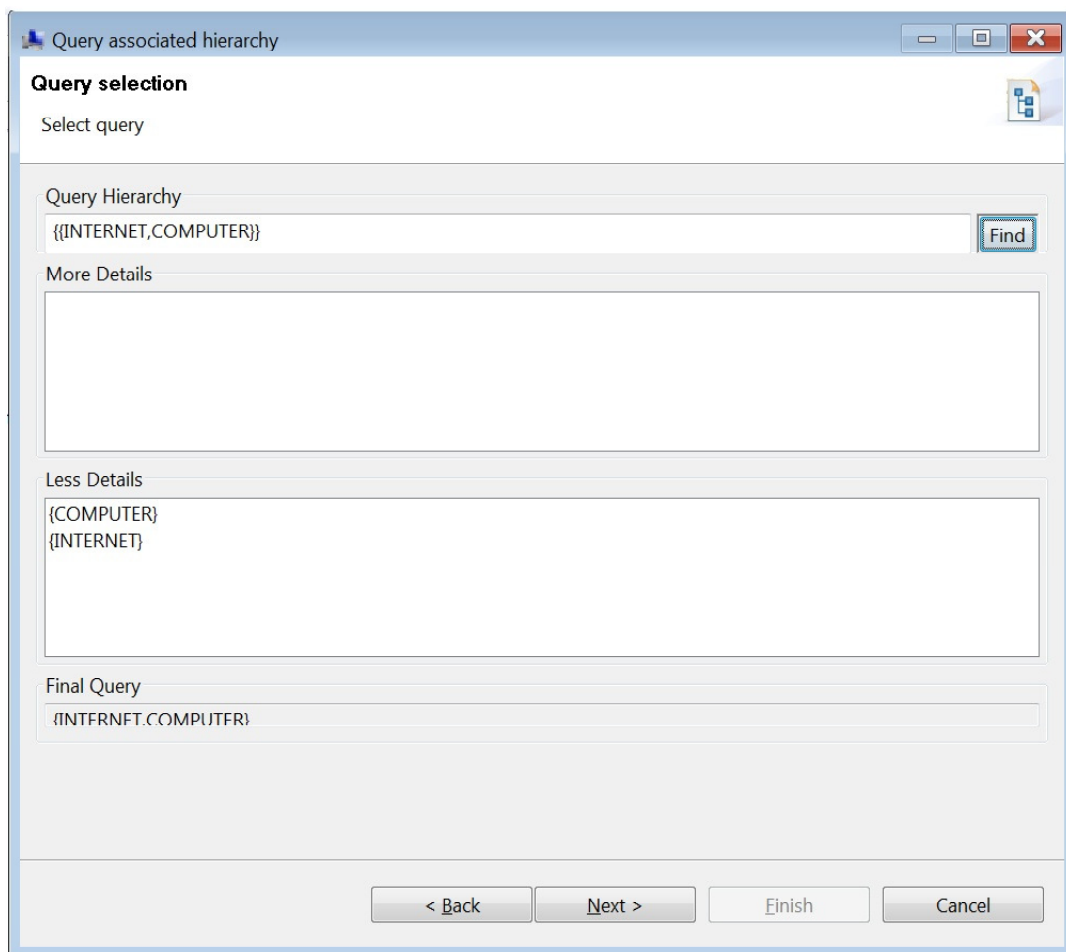 Query associated hierarchy
Query selection
Select query
Query Hierarchy
{{INTERNET,COMPUTER}}
Find
More Details
Less Details
{COMPUTER}
{INTERNET}
Final Query
{INTERNET,COMPUTER}
< Back
Next >
Finish
Cancel